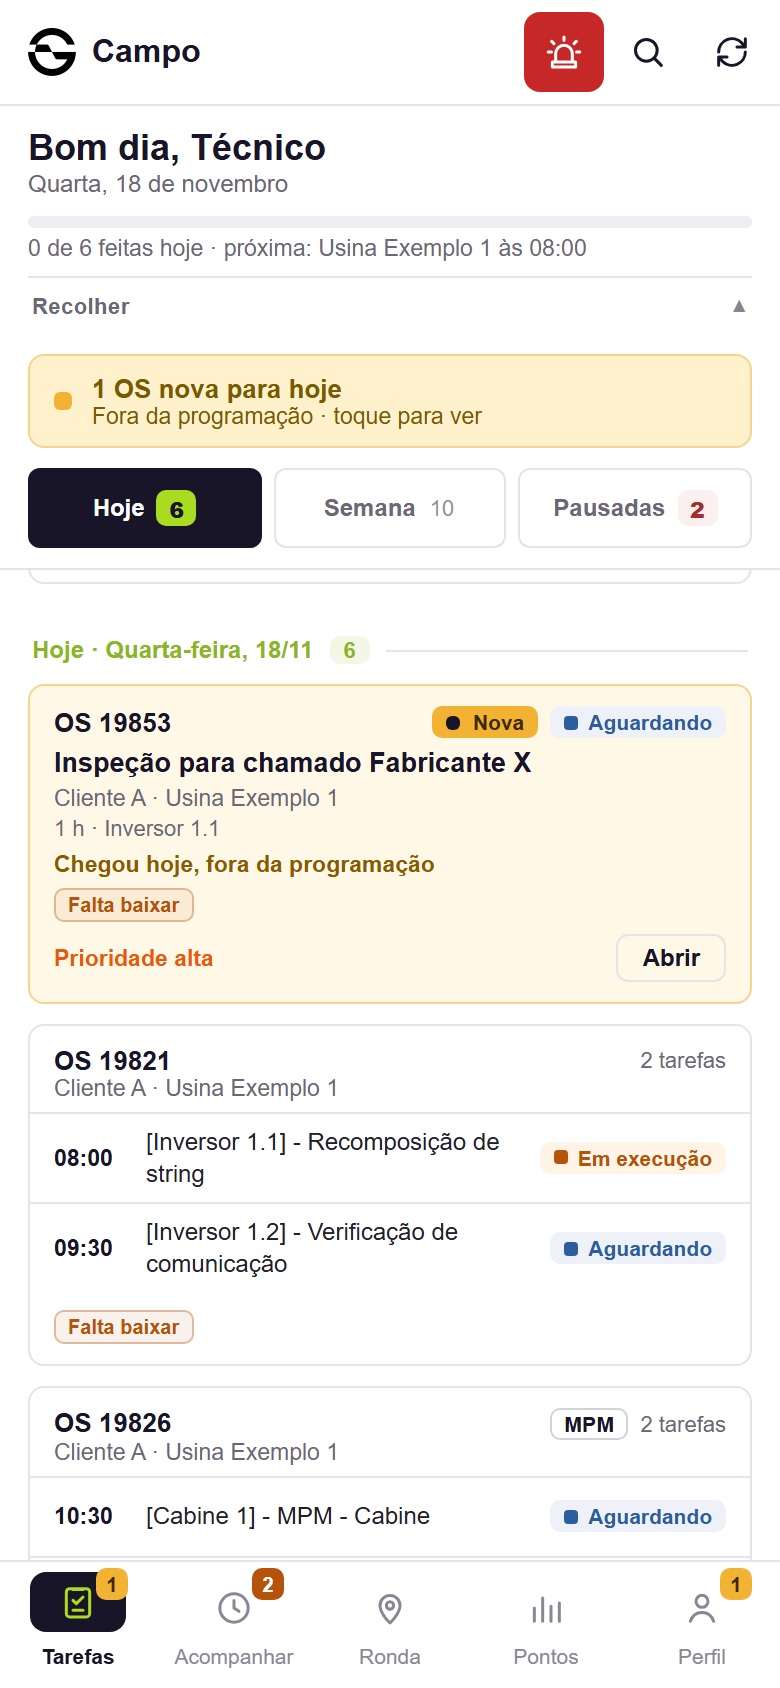 Campo
Bom dia, Técnico
Quarta, 18 de novembro
0 de 6 feitas hoje · próxima: Usina Exemplo 1 às 08:00
Recolher ▲
1 OS nova para hoje
Fora da programação · toque para ver
Hoje 6 Semana 10 Pausadas 2
Hoje · Quarta-feira, 18/11 6
OS 19853 Nova Aguardando
Inspeção para chamado Fabricante X
Cliente A · Usina Exemplo 1
1 h · Inversor 1.1
Chegou hoje, fora da programação
Falta baixar
Prioridade alta Abrir
OS 19821 2 tarefas
Cliente A · Usina Exemplo 1
08:00 [Inversor 1.1] - Recomposição de
string
Em execução
09:30 [Inversor 1.2] - Verificação de
comunicação
Aguardando
Falta baixar
OS 19826 MPM 2 tarefas
Cliente A · Usina Exemplo 1
10:30 [Cabine 1] - MPM - Cabine Aguardando
1 2 1
Tarefas Acompanhar Ronda Pontos Perfil